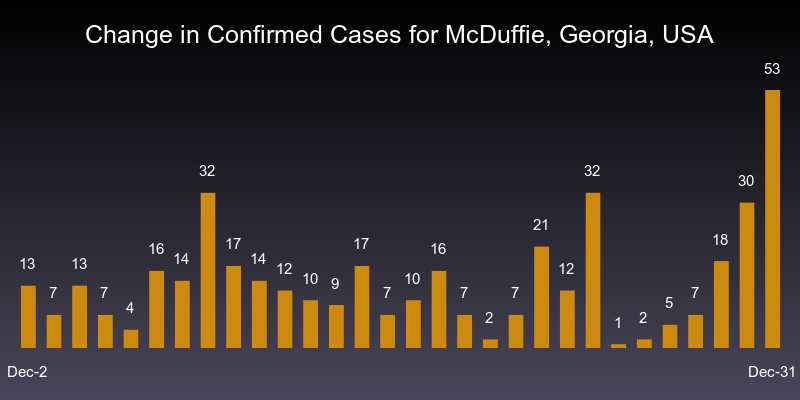 Change in Confirmed Cases for McDuffie, Georgia, USA
13 7 13 7 4 16 14 32 17 14 12 10 9 17 7 10 16 7 2 7 21 12 32 1 2 5 7 18 30 53
Dec-2 Dec-31